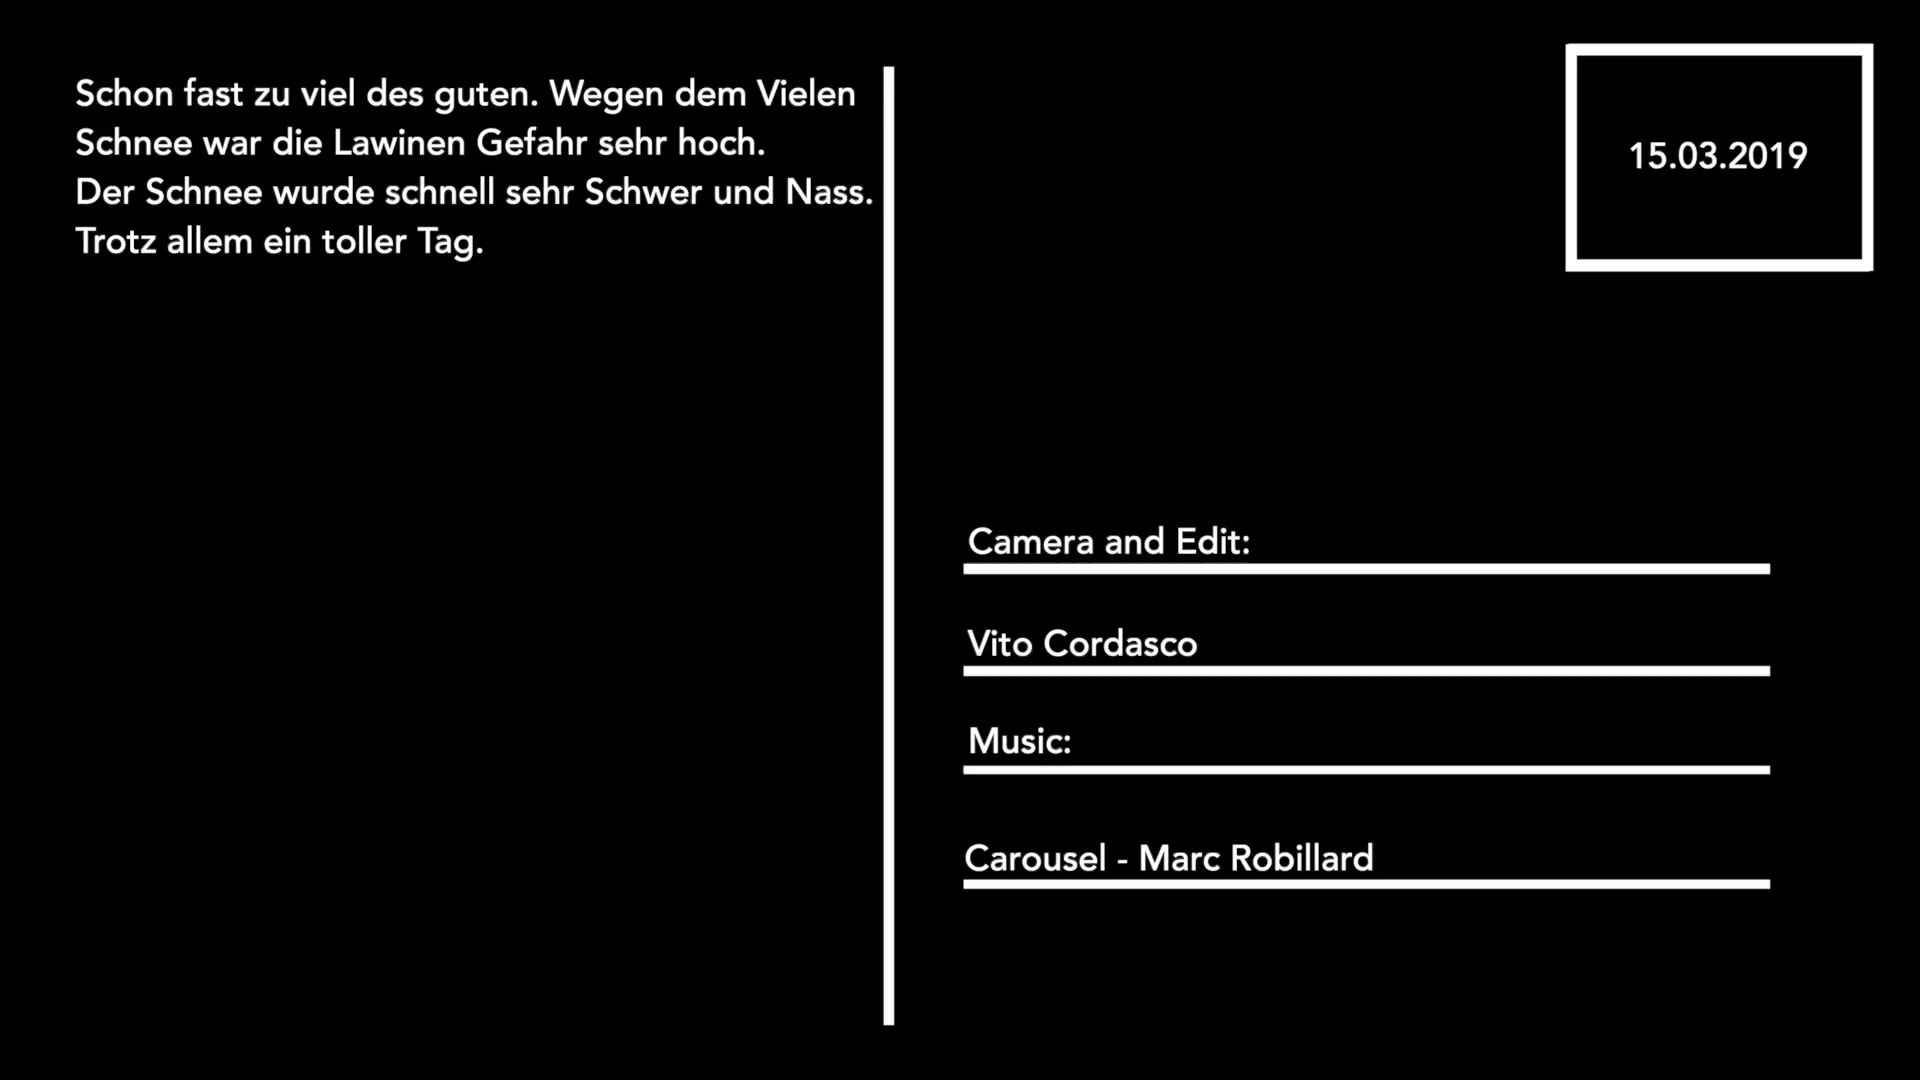 Schon fast zu viel des guten. Wegen dem Vielen
Schnee war die Lawinen Gefahr sehr hoch.
Der Schnee wurde schnell sehr Schwer und Nass.
Trotz allem ein toller Tag.
15.03.2019
Camera and Edit:
Vito Cordasco
Music:
Carousel - Marc Robillard